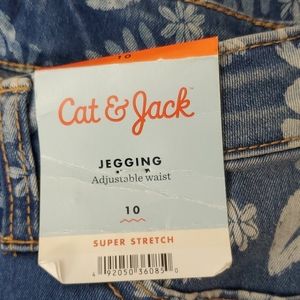 10
Cat & Jack
JEGGING
Adjustable waist
10
SUPER STRETCH
4 92050 36085 0